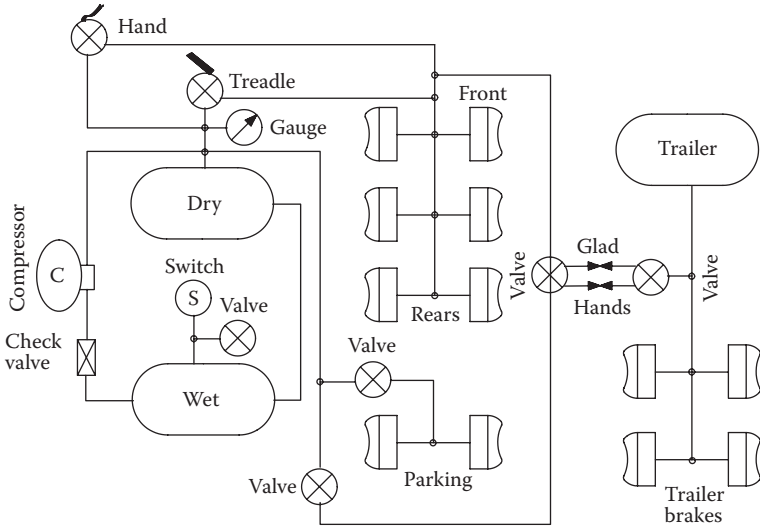 Hand
Treadle
Gauge
Front
Trailer
Dry
Compressor
C
Switch
S
Valve
Check
valve
Wet
Rears
Valve
Glad
Hands
Valve
Valve
Parking
Valve
Trailer
brakes